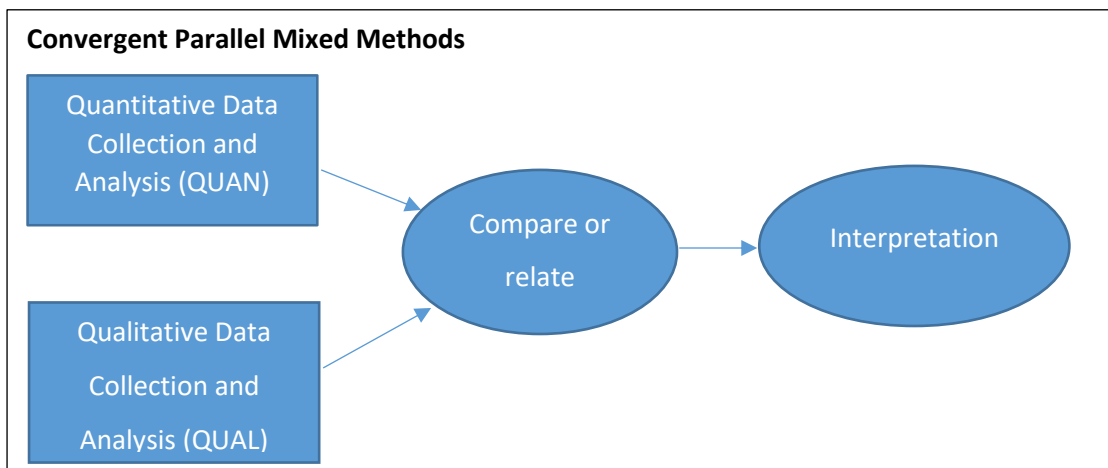 Convergent Parallel Mixed Methods
Quantitative Data
Collection and
Analysis (QUAN)
Compare or
relate
Interpretation
Qualitative Data
Collection and
Analysis (QUAL)